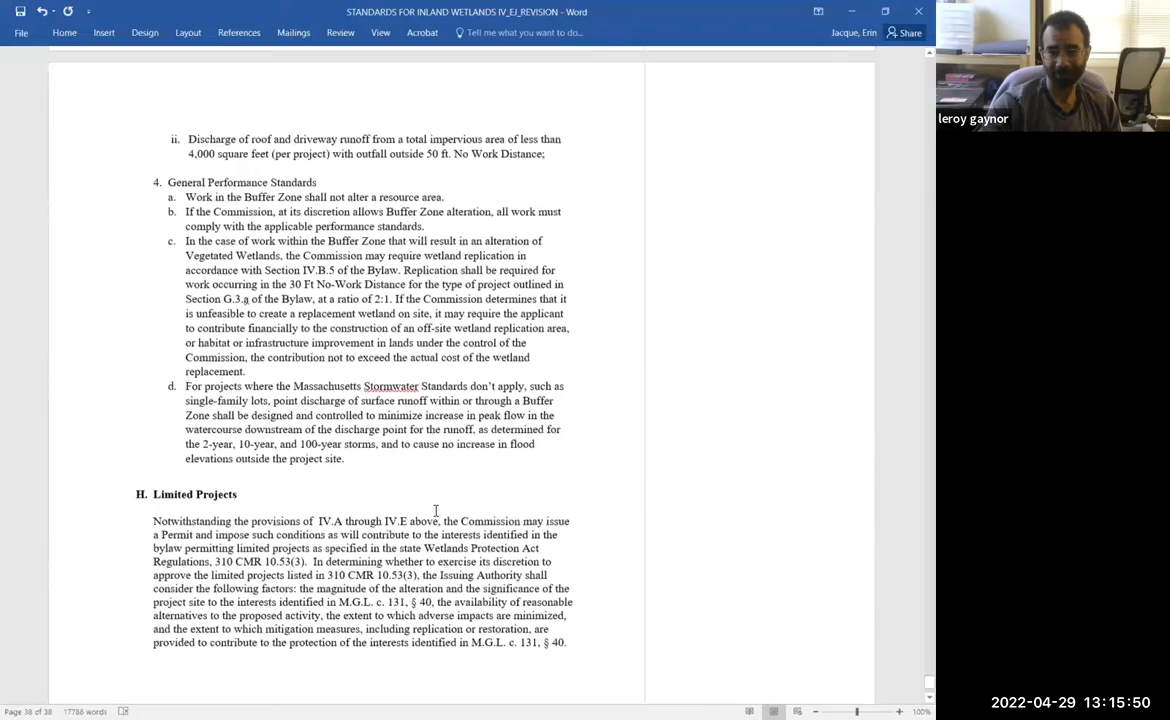 STANDARDS FOR INLAND WETLANDS IV_EJ_REVISION - Word
File Home Insert Design Layout References Mailings Review View Acrobat Tell me what you want to do... Jacque, Erin Share
leroy gaynor
ii. Discharge of roof and driveway runoff from a total impervious area of less than
4,000 square feet (per project) with outfall outside 50 ft. No Work Distance;
4. General Performance Standards
a. Work in the Buffer Zone shall not alter a resource area.
b. If the Commission, at its discretion allows Buffer Zone alteration, all work must
comply with the applicable performance standards.
c. In the case of work within the Buffer Zone that will result in an alteration of
Vegetated Wetlands, the Commission may require wetland replication in
accordance with Section IV.B.5 of the Bylaw. Replication shall be required for
work occurring in the 30 Ft No-Work Distance for the type of project outlined in
Section G.3.a of the Bylaw, at a ratio of 2:1. If the Commission determines that it
is unfeasible to create a replacement wetland on site, it may require the applicant
to contribute financially to the construction of an off-site wetland replication area,
or habitat or infrastructure improvement in lands under the control of the
Commission, the contribution not to exceed the actual cost of the wetland
replacement.
d. For projects where the Massachusetts Stormwater Standards don't apply, such as
single-family lots, point discharge of surface runoff within or through a Buffer
Zone shall be designed and controlled to minimize increase in peak flow in the
watercourse downstream of the discharge point for the runoff, as determined for
the 2-year, 10-year, and 100-year storms, and to cause no increase in flood
elevations outside the project site.
H. Limited Projects
Notwithstanding the provisions of IV.A through IV.E above, the Commission may issue
a Permit and impose such conditions as will contribute to the interests identified in the
bylaw permitting limited projects as specified in the state Wetlands Protection Act
Regulations, 310 CMR 10.53(3). In determining whether to exercise its discretion to
approve the limited projects listed in 310 CMR 10.53(3), the Issuing Authority shall
consider the following factors: the magnitude of the alteration and the significance of the
project site to the interests identified in M.G.L. c. 131, § 40, the availability of reasonable
alternatives to the proposed activity, the extent to which adverse impacts are minimized,
and the extent to which mitigation measures, including replication or restoration, are
provided to contribute to the protection of the interests identified in M.G.L. c. 131, § 40.
Page 38 of 38 17786 words 100%
2022-04-29 13:15:50